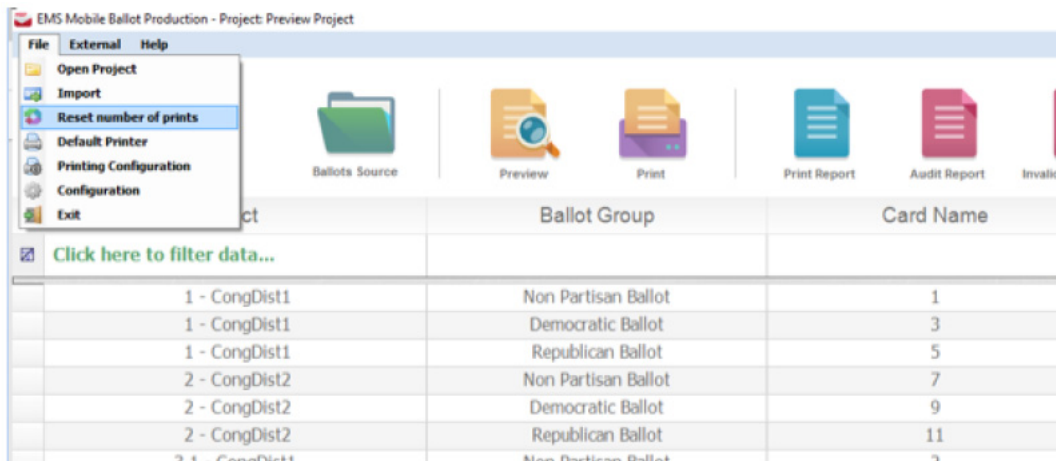 EMS Mobile Ballot Production - Project: Preview Project
File External Help
Open Project
Import
Reset number of prints
Default Printer
Printing Configuration
Configuration
Exit
Ballots Source
Preview
Print
Print Report
Audit Report
ct Ballot Group Card Name
Click here to filter data...
1 - CongDist1 Non Partisan Ballot 1
1 - CongDist1 Democratic Ballot 3
1 - CongDist1 Republican Ballot 5
2 - CongDist2 Non Partisan Ballot 7
2 - CongDist2 Democratic Ballot 9
2 - CongDist2 Republican Ballot 11